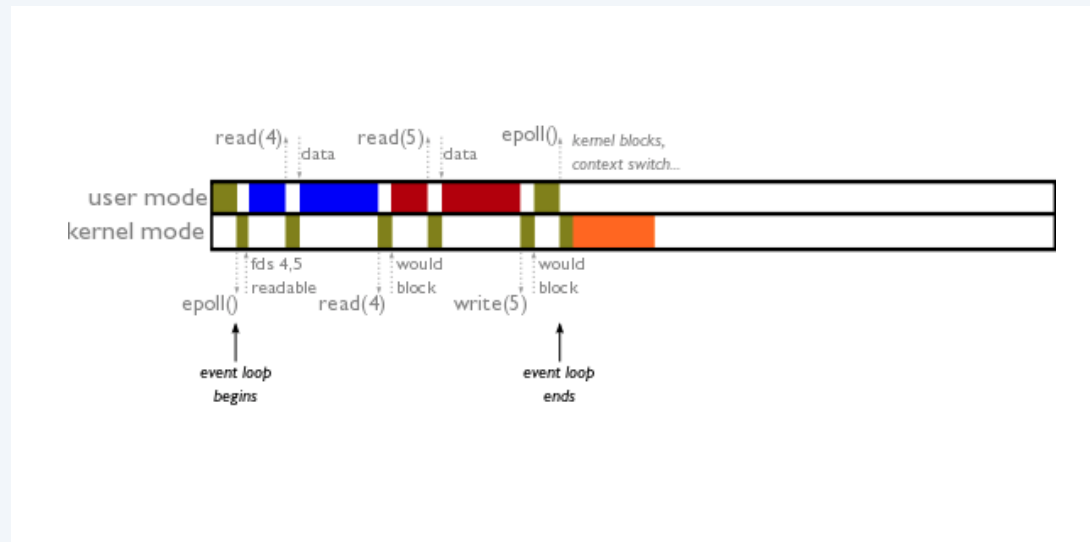 read(4)
data
read(5)
data
epoll()
kernel blocks,
context switch...
user mode
kernel mode
fds 4,5
readable
would
block
would
block
epoll()
read(4)
write(5)
event loop
begins
event loop
ends